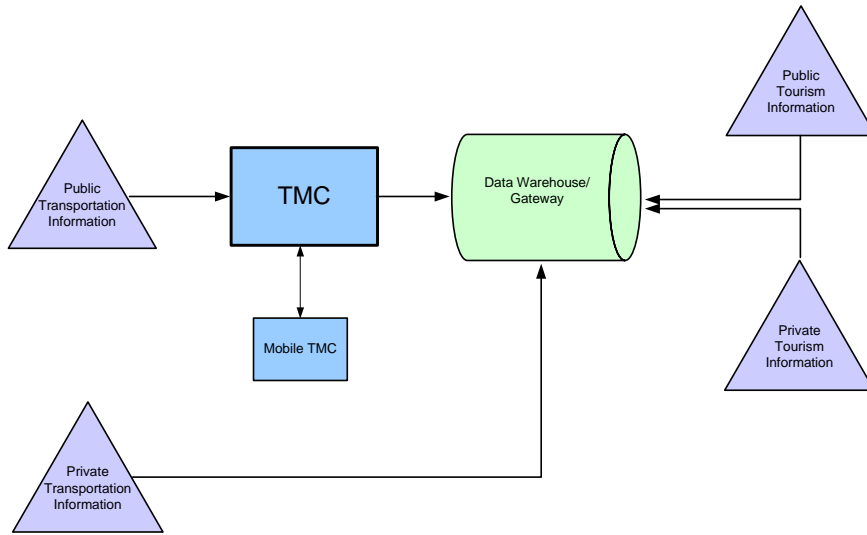 Public
Tourism
Information
Public
Transportation
Information
TMC
Data Warehouse/
Gateway
Private
Tourism
Information
Mobile TMC
Private
Transportation
Information